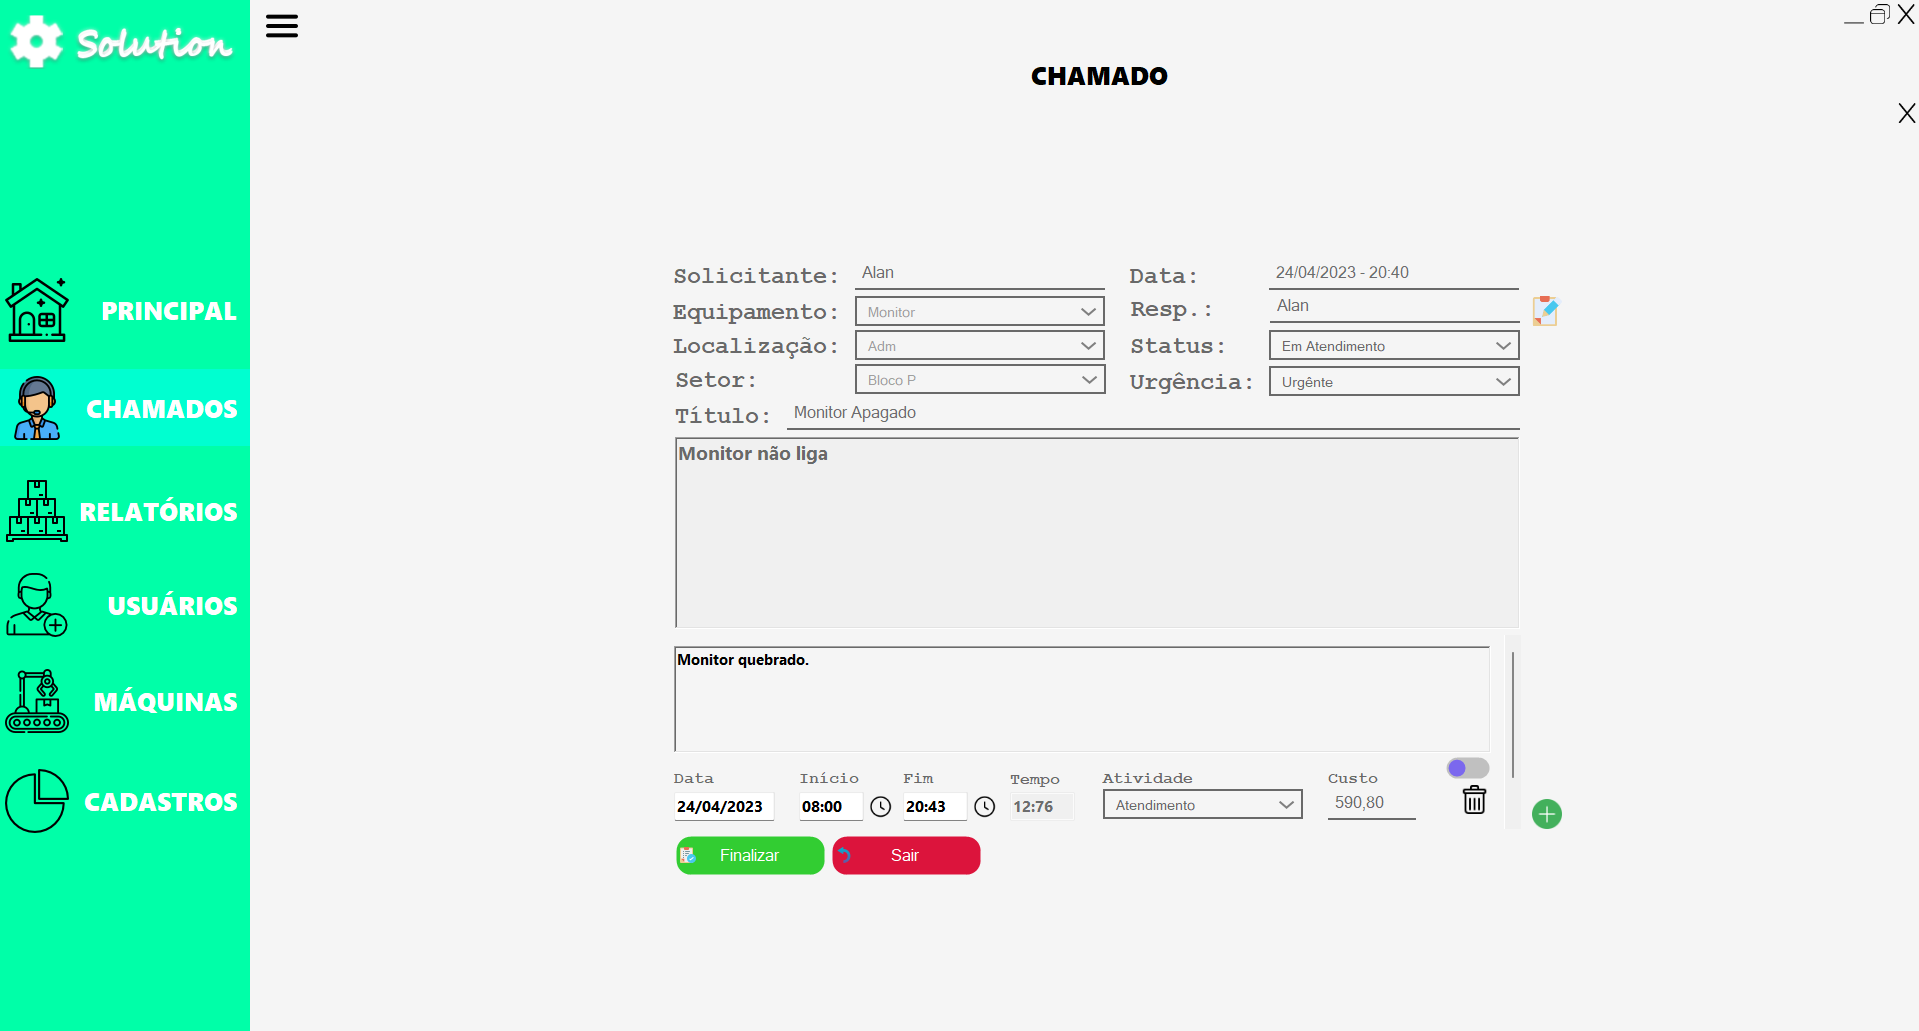 Solution
CHAMADO
X
X
PRINCIPAL
CHAMADOS
RELATÓRIOS
USUÁRIOS
MÁQUINAS
CADASTROS
Solicitante: Alan Data: 24/04/2023 - 20:40
Equipamento: Monitor Resp.: Alan
Localização: Adm Status: Em Atendimento
Setor: Bloco P Urgência: Urgênte
Título: Monitor Apagado
Monitor não liga
Monitor quebrado.
Data Início Fim Tempo Atividade Custo
24/04/2023 08:00 20:43 12:76 Atendimento 590,80
Finalizar Sair